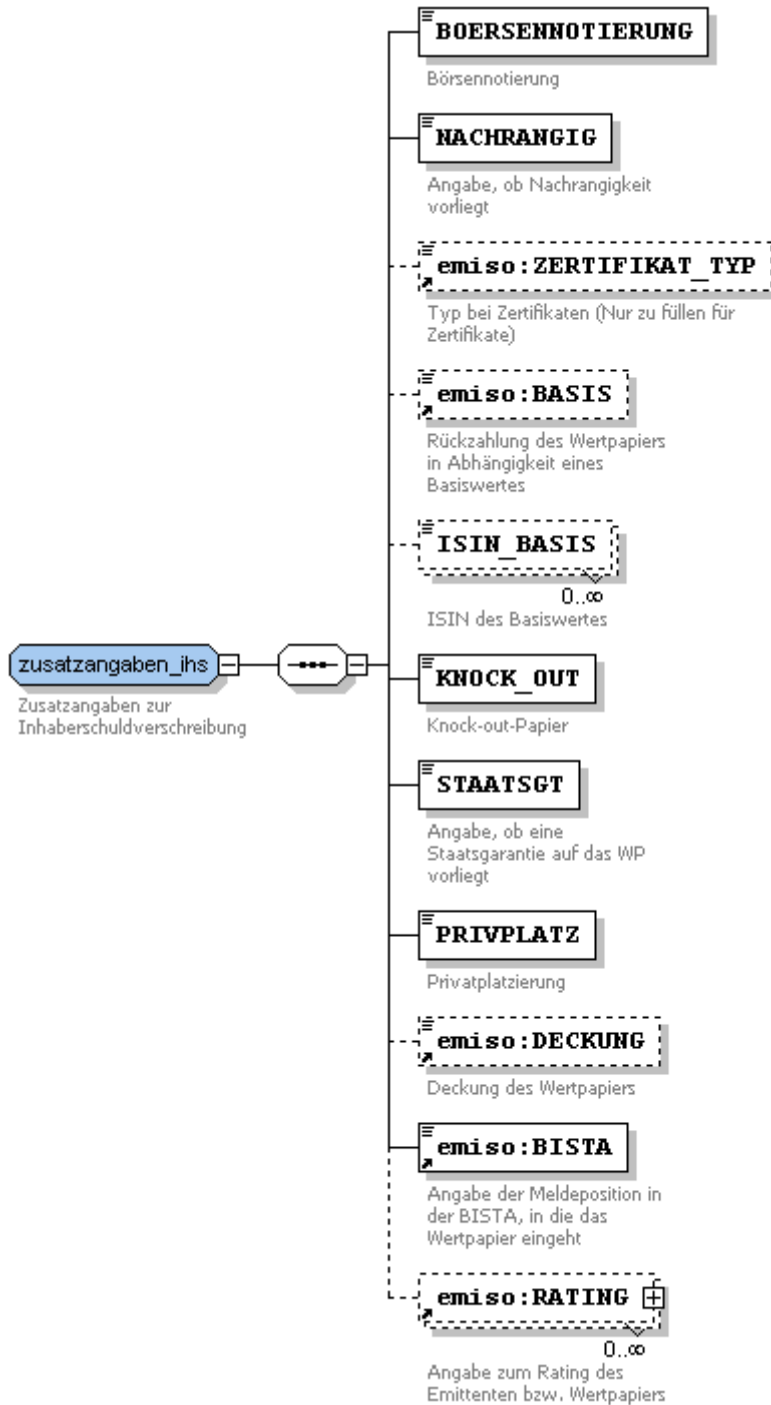 BOERSENNOTIERUNG
Börsennotierung
NACHRANGIG
Angabe, ob Nachrangigkeit
vorliegt
emiso:ZERTIFIKAT_TYP
Typ bei Zertifikaten (Nur zu füllen für
Zertifikate)
emiso:BASIS
Rückzahlung des Wertpapiers
in Abhängigkeit eines
Basiswertes
ISIN_BASIS
0..∞
ISIN des Basiswertes
zusatzangaben_ihs
Zusatzangaben zur
Inhaberschuldverschreibung
KNOCK_OUT
Knock-out-Papier
STAATSGT
Angabe, ob eine
Staatsgarantie auf das WP
vorliegt
PRIVPLATZ
Privatplatzierung
emiso:DECKUNG
Deckung des Wertpapiers
emiso:BISTA
Angabe der Meldeposition in
der BISTA, in die das
Wertpapier eingeht
emiso:RATING
0..∞
Angabe zum Rating des
Emittenten bzw. Wertpapiers